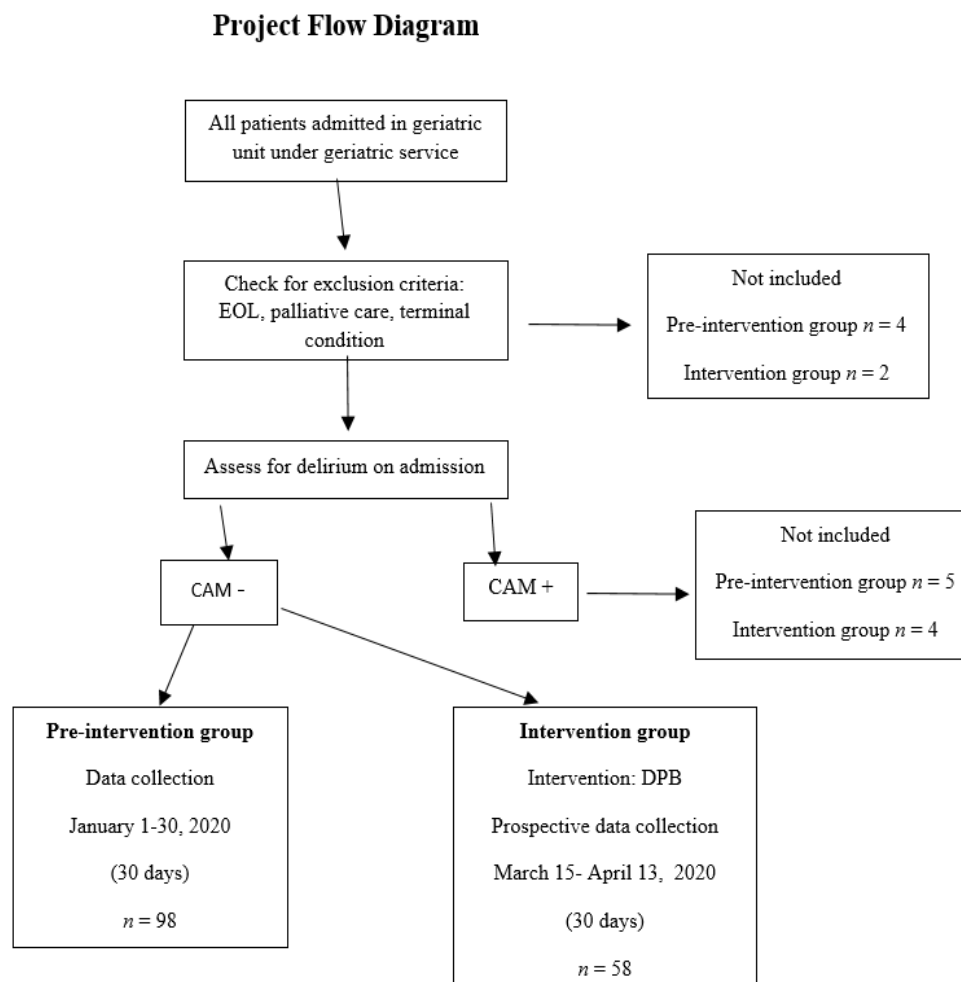 Project Flow Diagram
All patients admitted in geriatric
unit under geriatric service
Check for exclusion criteria:
EOL, palliative care, terminal
condition
Not included
Pre-intervention group n = 4
Intervention group n = 2
Assess for delirium on admission
CAM -
CAM +
Not included
Pre-intervention group n = 5
Intervention group n = 4
Pre-intervention group
Data collection
January 1-30, 2020
(30 days)
n = 98
Intervention group
Intervention: DPB
Prospective data collection
March 15- April 13, 2020
(30 days)
n = 58